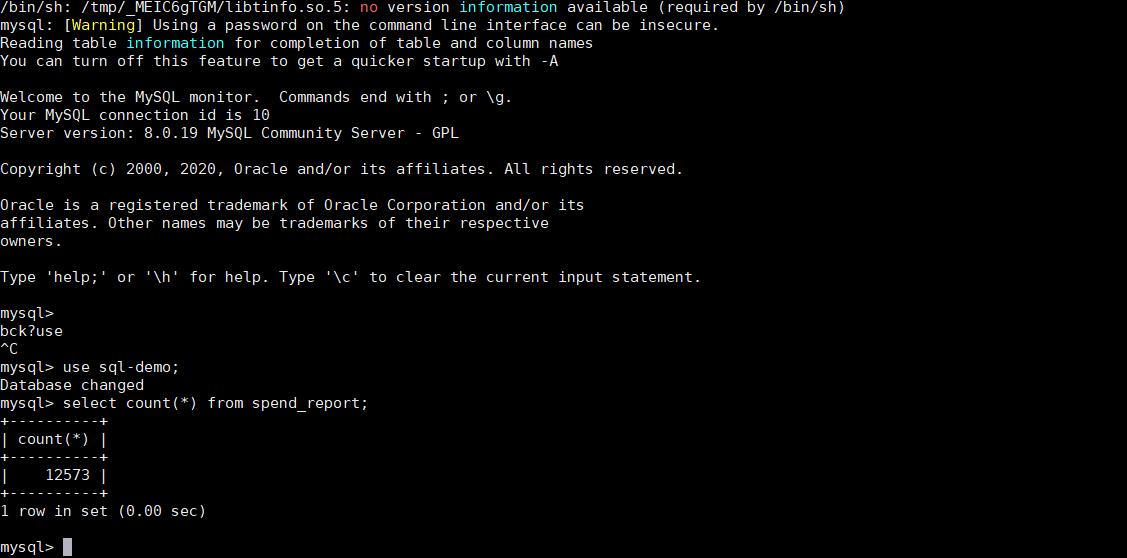 /bin/sh: /tmp/_MEIC6gTGM/libtinfo.so.5: no version information available (required by /bin/sh)
mysql: [Warning] Using a password on the command line interface can be insecure.
Reading table information for completion of table and column names
You can turn off this feature to get a quicker startup with -A
Welcome to the MySQL monitor.  Commands end with ; or \g.
Your MySQL connection id is 10
Server version: 8.0.19 MySQL Community Server - GPL
Copyright (c) 2000, 2020, Oracle and/or its affiliates. All rights reserved.
Oracle is a registered trademark of Oracle Corporation and/or its
affiliates. Other names may be trademarks of their respective
owners.
Type 'help;' or '\h' for help. Type '\c' to clear the current input statement.
mysql>
bck?use
^C
mysql> use sql-demo;
Database changed
mysql> select count(*) from spend_report;
+----------+
| count(*) |
+----------+
|    12573 |
+----------+
1 row in set (0.00 sec)
mysql>